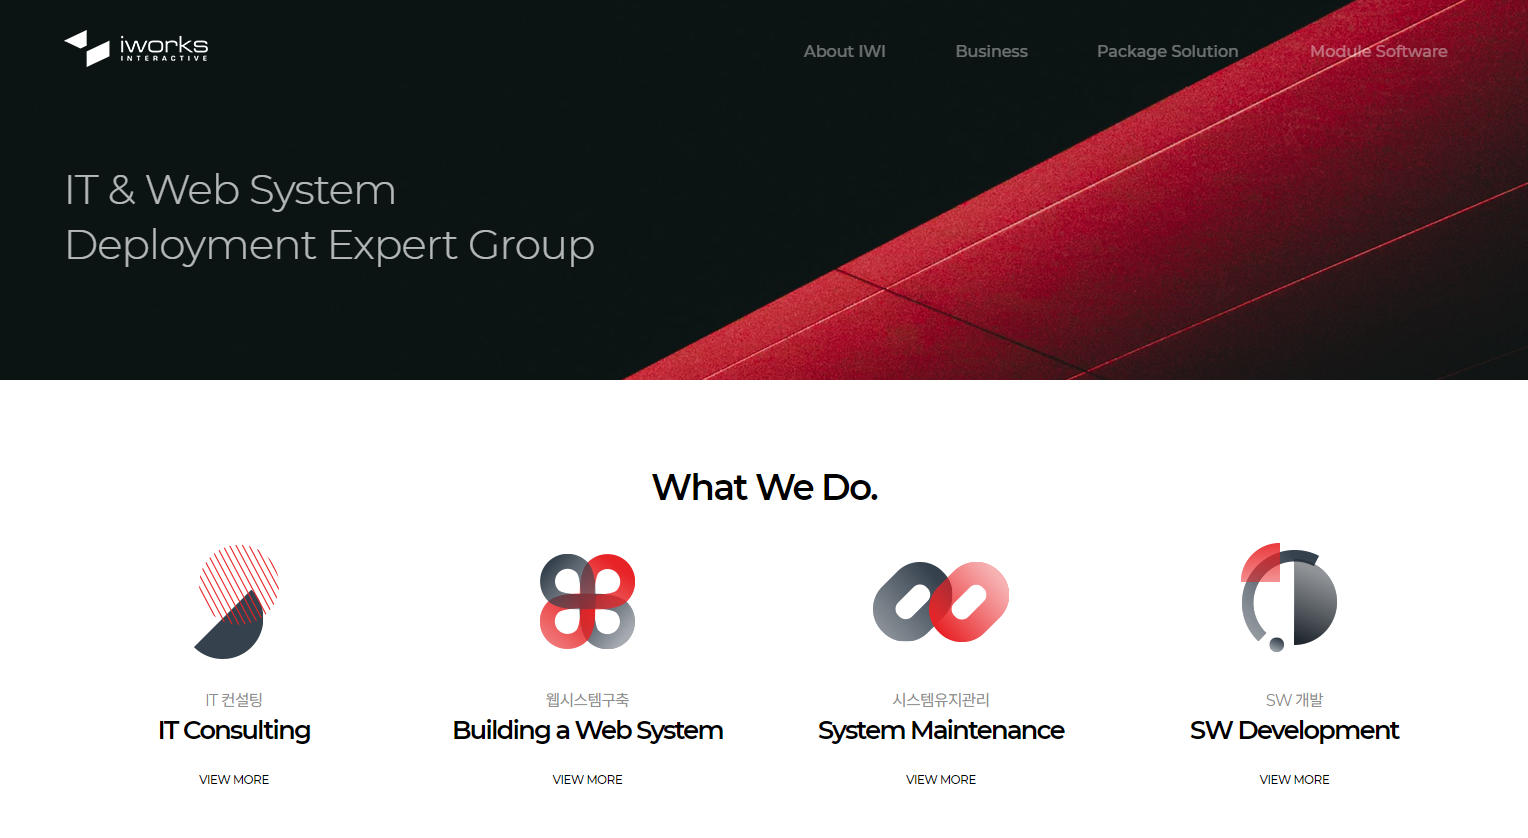 iworks
INTERACTIVE
About IWI
Business
Package Solution
Module Software
IT & Web System
Deployment Expert Group
What We Do.
IT 컨설팅
IT Consulting
VIEW MORE
웹시스템구축
Building a Web System
VIEW MORE
시스템유지관리
System Maintenance
VIEW MORE
SW 개발
SW Development
VIEW MORE